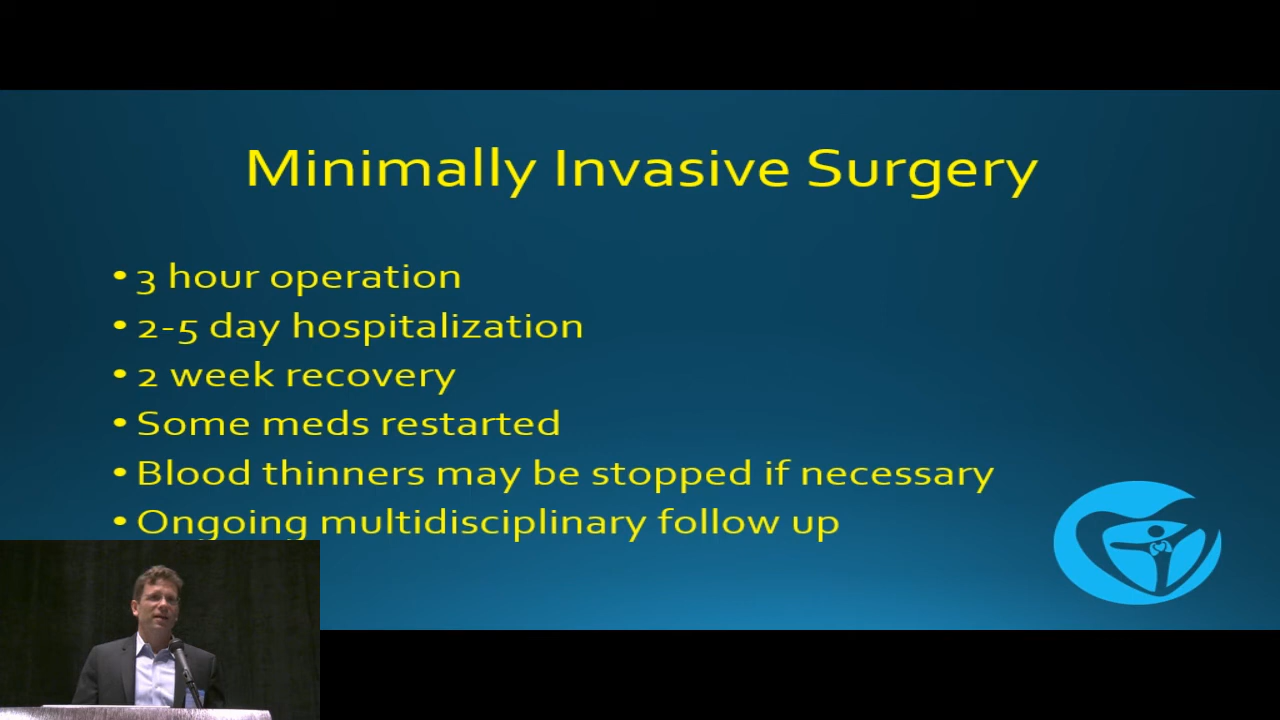 Minimally Invasive Surgery
• 3 hour operation
• 2-5 day hospitalization
• 2 week recovery
• Some meds restarted
• Blood thinners may be stopped if necessary
• Ongoing multidisciplinary follow up